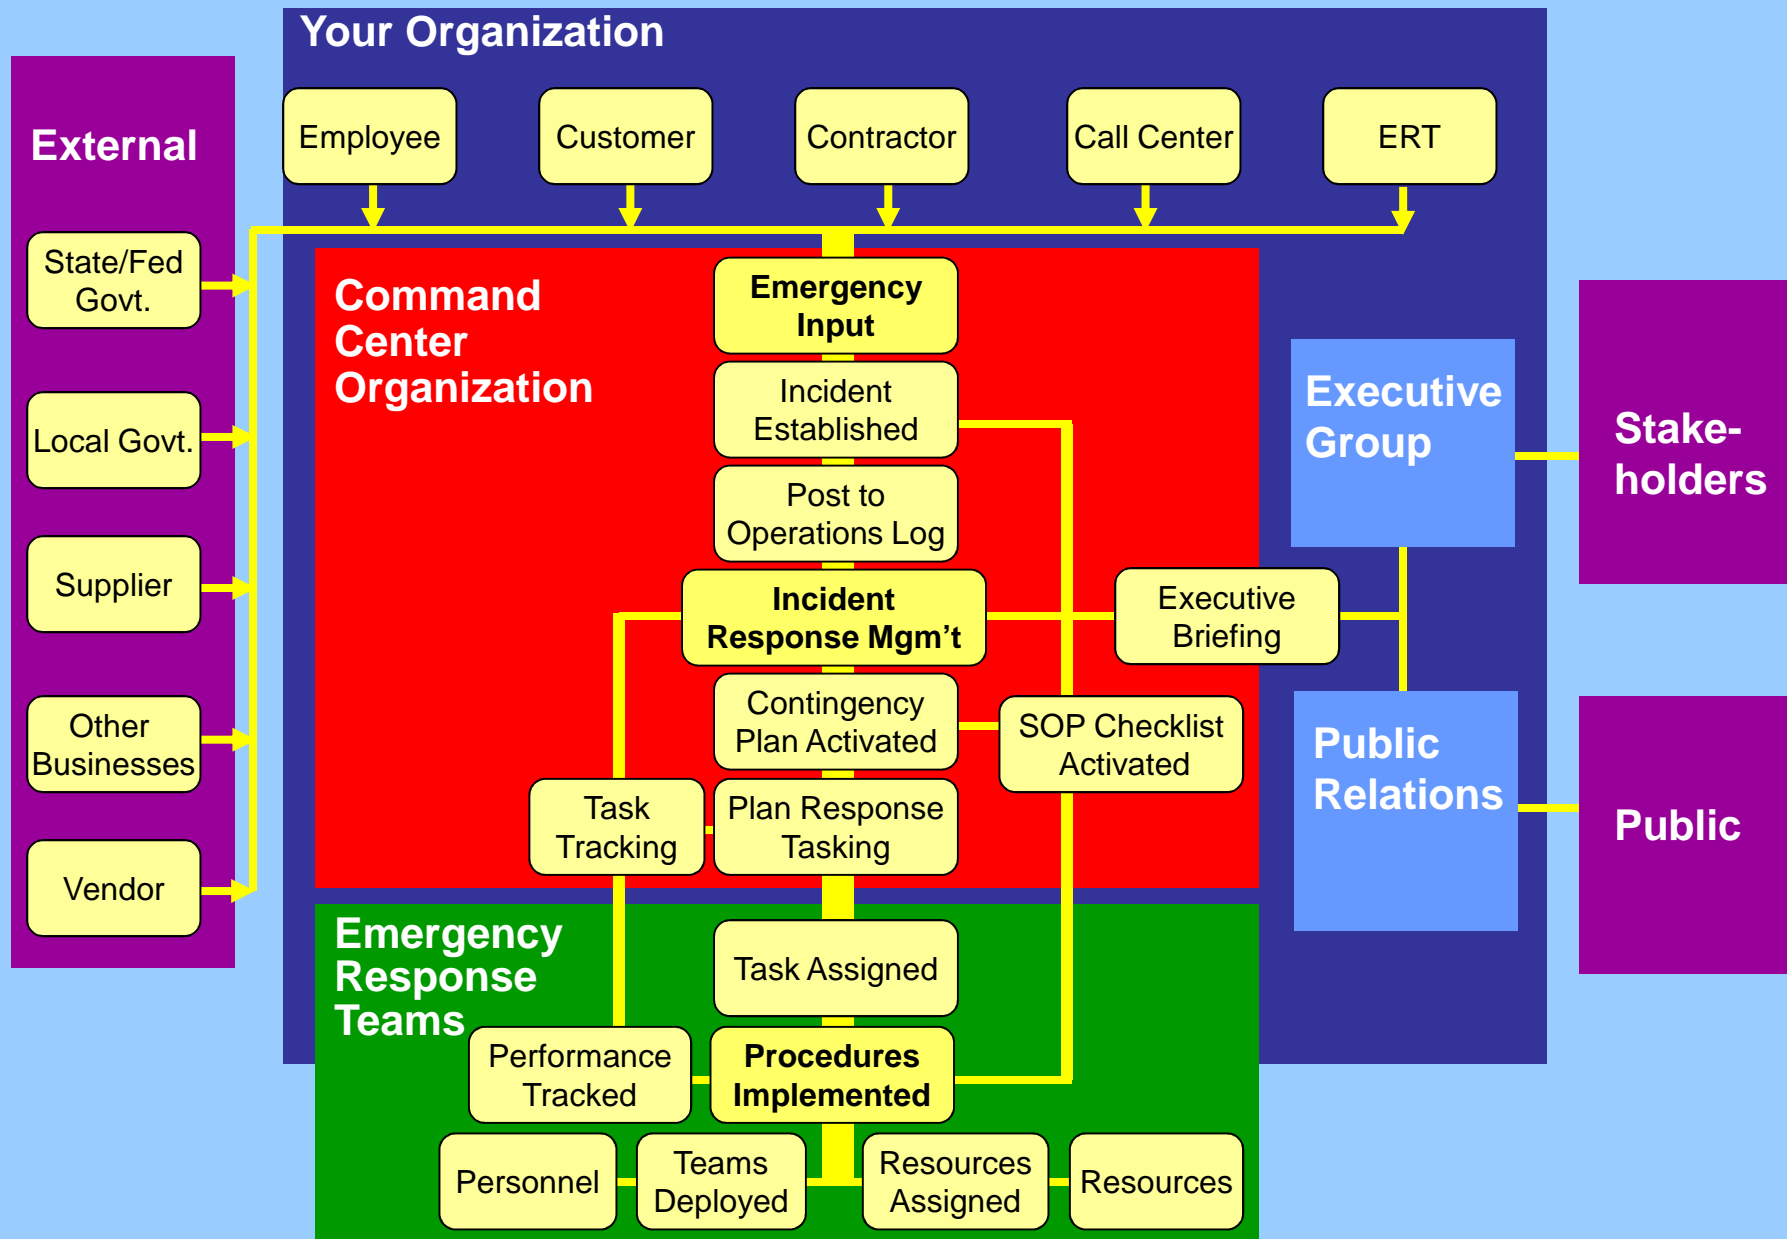 Your Organization
External
Employee
Customer
Contractor
Call Center
ERT
State/Fed
Govt.
Local Govt.
Supplier
Other
Businesses
Vendor
Command
Center
Organization
Emergency
Input
Incident
Established
Post to
Operations Log
Incident
Response Mgm’t
Contingency
Plan Activated
SOP Checklist
Activated
Task
Tracking
Plan Response
Tasking
Executive
Briefing
Executive
Group
Public
Relations
Stake-
holders
Public
Emergency
Response
Teams
Task Assigned
Performance
Tracked
Procedures
Implemented
Personnel
Teams
Deployed
Resources
Assigned
Resources